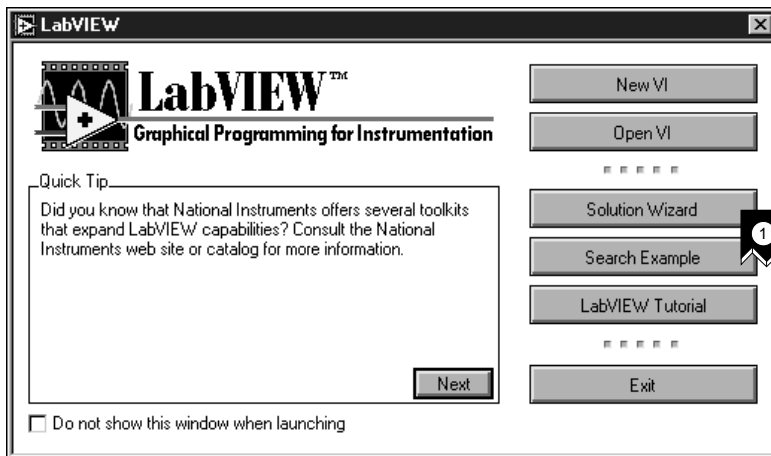 LabVIEW
LabVIEW™
Graphical Programming for Instrumentation
Quick Tip
Did you know that National Instruments offers several toolkits
that expand LabVIEW capabilities? Consult the National
Instruments web site or catalog for more information.
Next
Do not show this window when launching
New VI
Open VI
Solution Wizard
1
Search Example
LabVIEW Tutorial
Exit